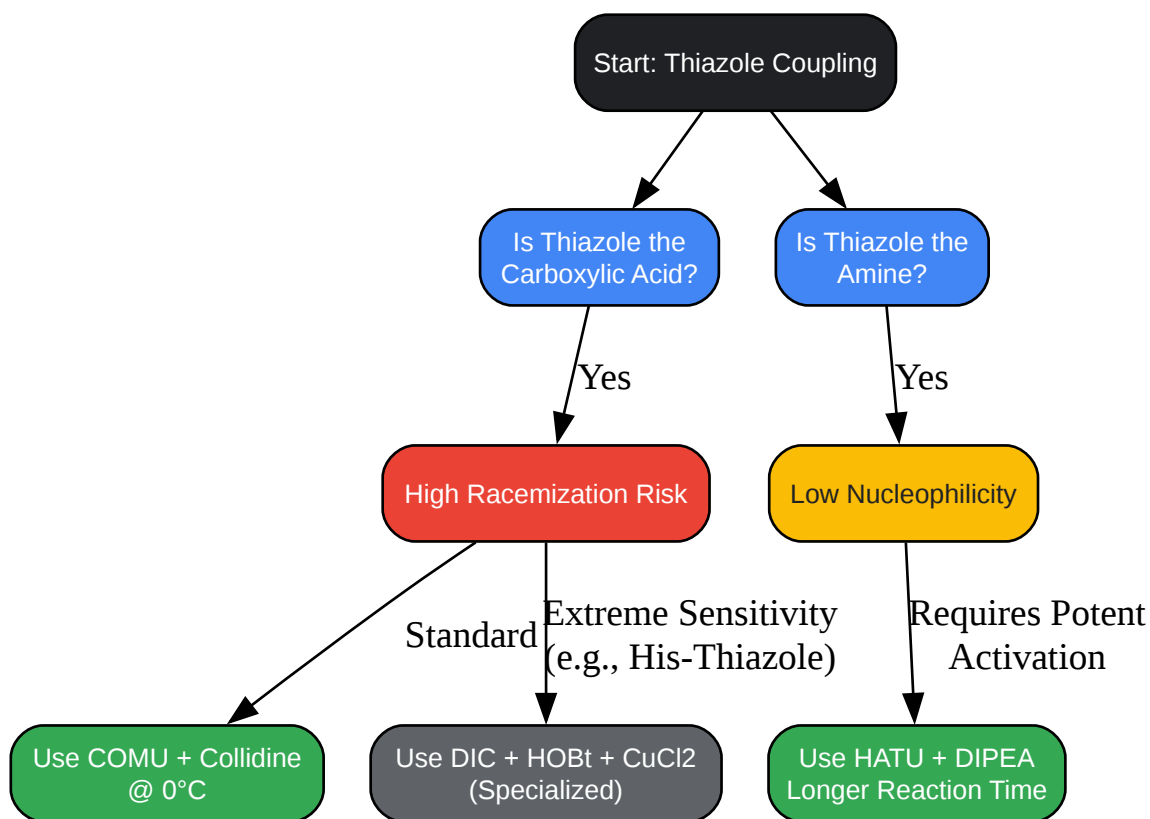 Start: Thiazole Coupling
Is Thiazole the
Carboxylic Acid?
Is Thiazole the
Amine?
Yes
Yes
High Racemization Risk
Low Nucleophilicity
Standard
Extreme Sensitivity
(e.g., His-Thiazole)
Requires Potent
Activation
Use COMU + Collidine
@ 0°C
Use DIC + HOBt + CuCl2
(Specialized)
Use HATU + DIPEA
Longer Reaction Time